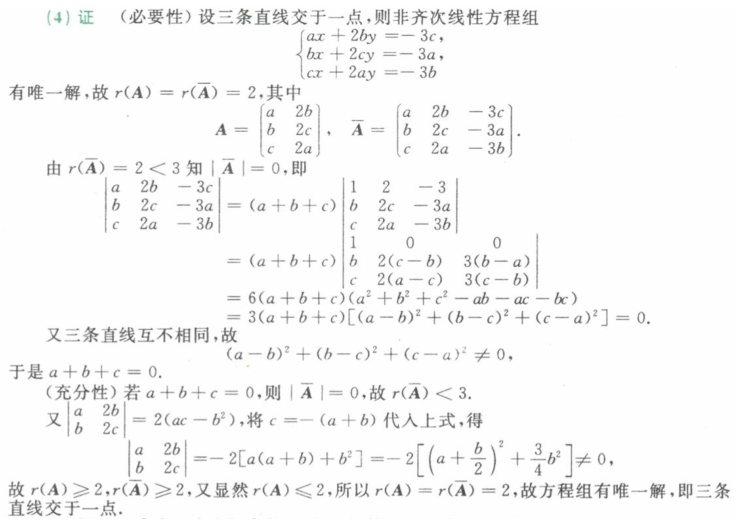 (4) 证 (必要性) 设三条直线交于一点,则非齐次线性方程组
{ax + 2by =- 3c,
bx + 2cy =- 3a,
cx + 2ay =- 3b
有唯一解,故 r(A) = r(A̅) = 2,其中
A = [a 2b; b 2c; c 2a], A̅ = [a 2b - 3c; b 2c - 3a; c 2a - 3b].
由 r(A̅) = 2 < 3 知 | A̅ | = 0,即
|a 2b - 3c; b 2c - 3a; c 2a - 3b| = (a + b + c) |1 2 - 3; b 2c - 3a; c 2a - 3b|
= (a + b + c) |1 0 0; b 2(c - b) 3(b - a); c 2(a - c) 3(c - b)|
= 6(a + b + c)(a² + b² + c² - ab - ac - bc)
= 3(a + b + c)[(a - b)² + (b - c)² + (c - a)²] = 0.
又三条直线互不相同,故
(a - b)² + (b - c)² + (c - a)² ≠ 0,
于是 a + b + c = 0.
(充分性) 若 a + b + c = 0,则 | A̅ | = 0,故 r(A̅) < 3.
又 |a 2b; b 2c| = 2(ac - b²),将 c =- (a + b) 代入上式,得
|a 2b; b 2c| =- 2[a(a + b) + b²] =- 2[(a + b/2)² + 3/4 b²] ≠ 0,
故 r(A) ⩾ 2,r(A̅) ⩾ 2,又显然 r(A) ⩽ 2,所以 r(A) = r(A̅) = 2,故方程组有唯一解,即三条
直线交于一点.